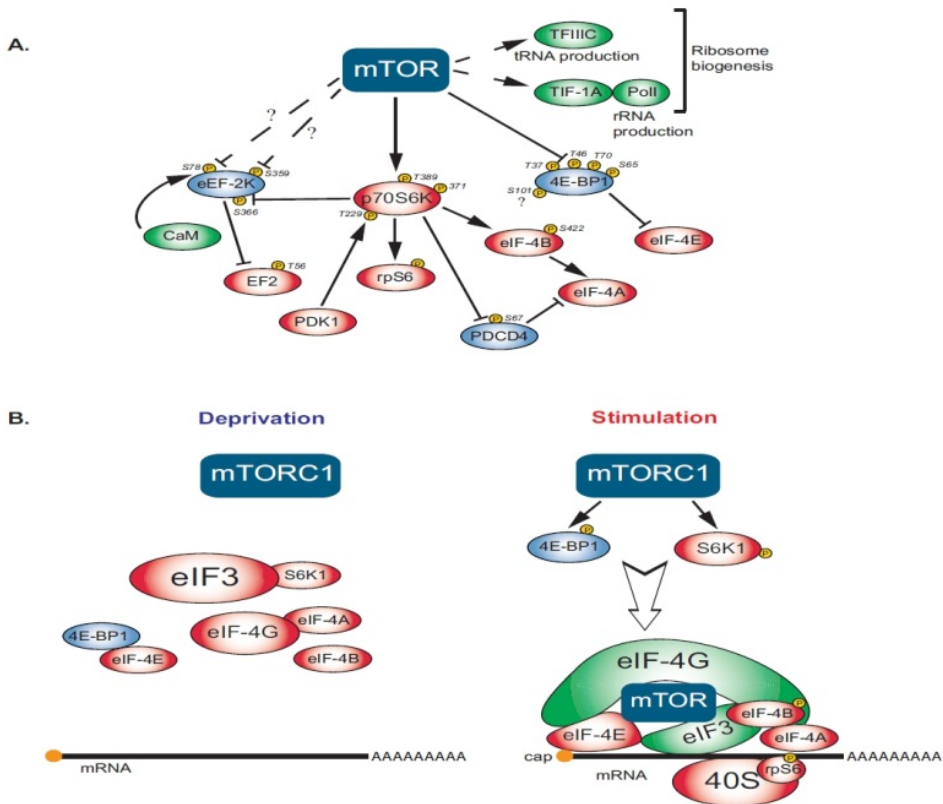 A.
mTOR
TFIIIC
tRNA production
TIF-1A
PolI
rRNA
production
Ribosome
biogenesis
?
?
S78 P
P S359
eEF-2K
P
S366
CaM
EF2
P T56
P T389
P 371
p70S6K
T229 P
PDK1
rpS6
P
eIF-4B
P S422
eIF-4A
P S67
PDCD4
T37 P
T46 P
T70 P
S65 P
S101 P
?
4E-BP1
eIF-4E
B.
Deprivation
mTORC1
eIF3
S6K1
4E-BP1
eIF-4E
eIF-4G
eIF-4A
eIF-4B
mRNA
AAAAAAAAA
Stimulation
mTORC1
P
4E-BP1
S6K1
P
eIF-4G
mTOR
eIF-4E
eIF3
eIF-4B
P
eIF-4A
cap
mRNA
40S
P
rpS6
AAAAAAAAA